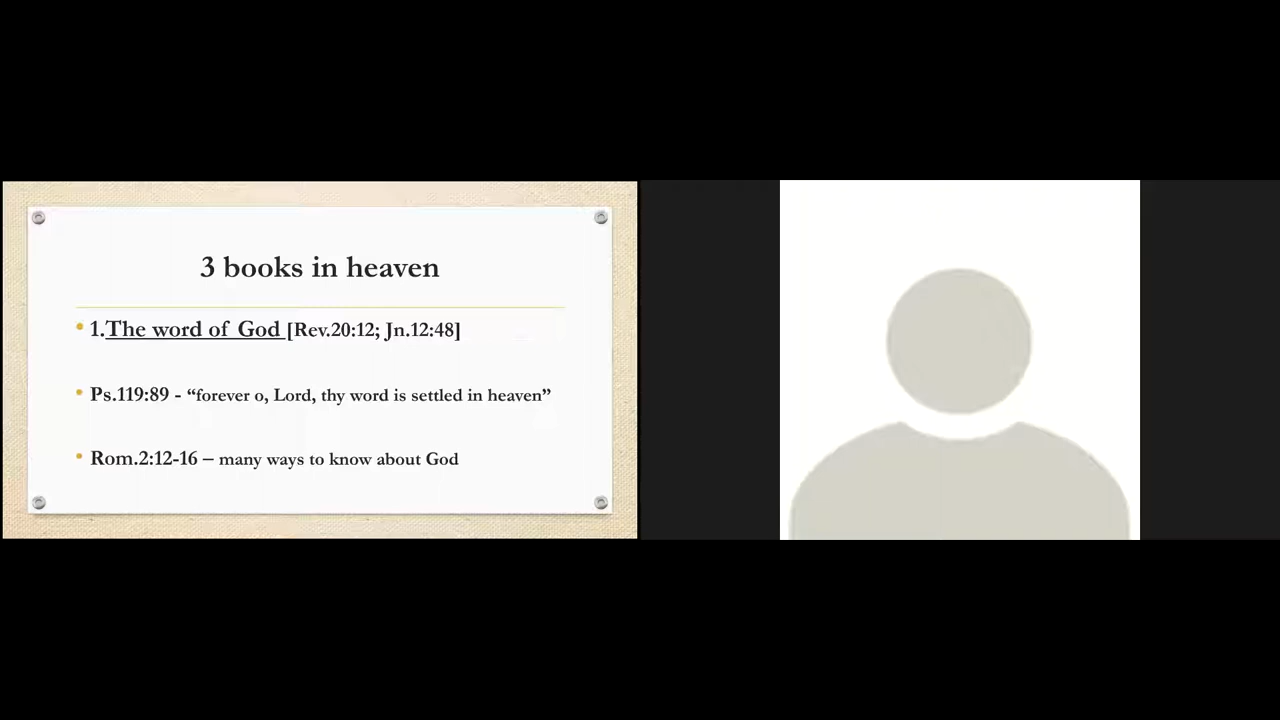 3 books in heaven
• 1.The word of God [Rev.20:12; Jn.12:48]
• Ps.119:89 - “forever o, Lord, thy word is settled in heaven”
• Rom.2:12-16 – many ways to know about God